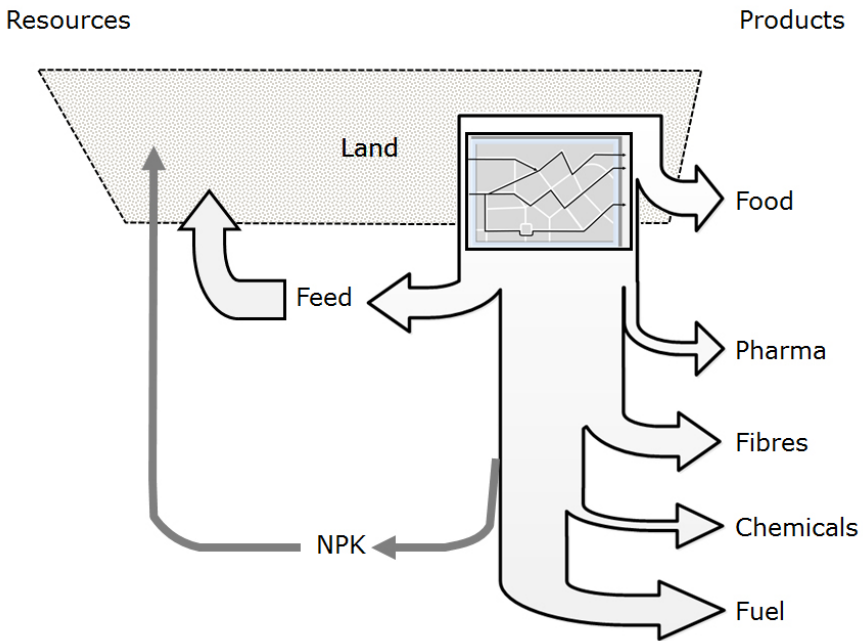 Resources
Products
Land
Food
Feed
Pharma
Fibres
Chemicals
NPK
Fuel